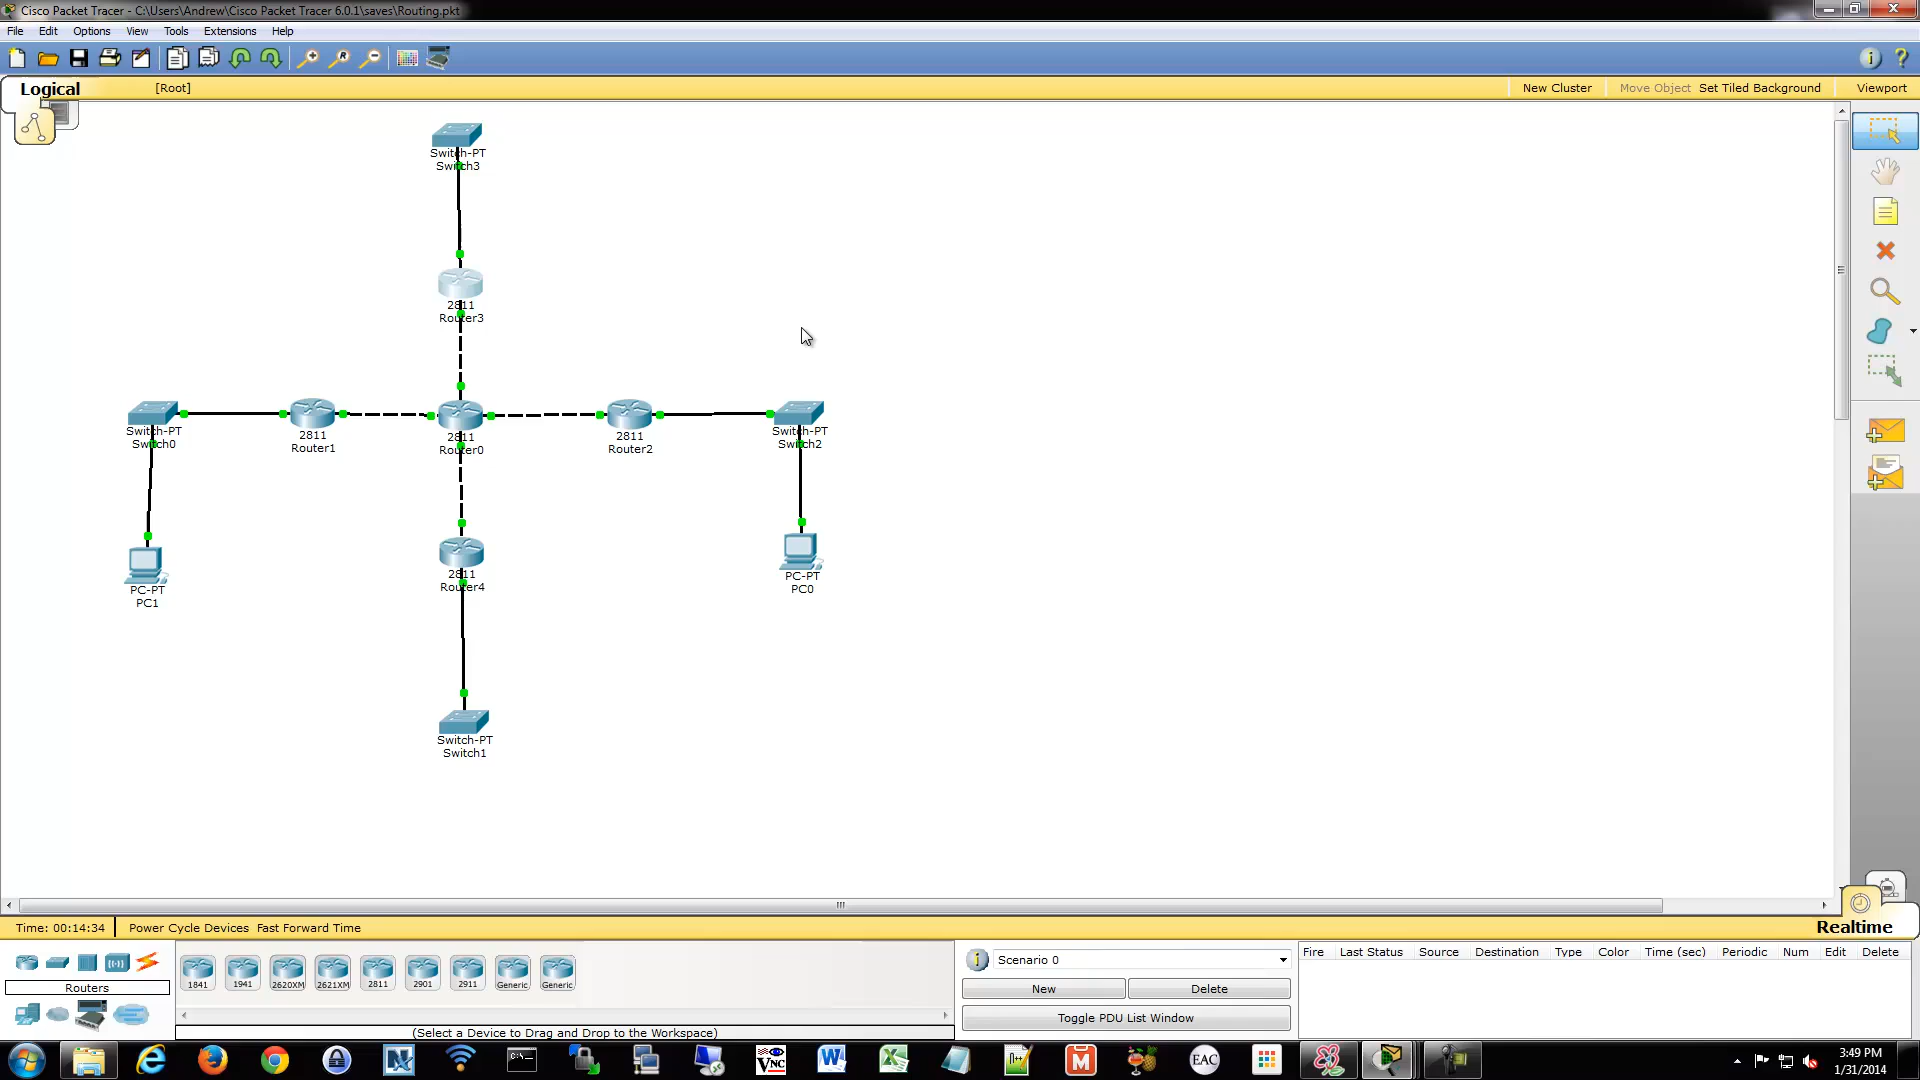 Cisco Packet Tracer - C:\Users\Andrew\Cisco Packet Tracer 6.0.1\saves\Routing.pkt
File Edit Options View Tools Extensions Help
Logical [Root] New Cluster Move Object Set Tiled Background Viewport
Switch-PT
Switch3
2811
Router3
Switch-PT
Switch0
2811
Router1
2811
Router0
2811
Router2
Switch-PT
Switch2
2811
Router4
PC-PT
PC1
PC-PT
PC0
Switch-PT
Switch1
Time: 00:14:34 Power Cycle Devices Fast Forward Time Realtime
Routers
1841 1941 2620XM 2621XM 2811 2901 2911 Generic Generic
(Select a Device to Drag and Drop to the Workspace)
Scenario 0
New Delete
Toggle PDU List Window
Fire Last Status Source Destination Type Color Time (sec) Periodic Num Edit Delete
VNC EAC
3:49 PM
1/31/2014